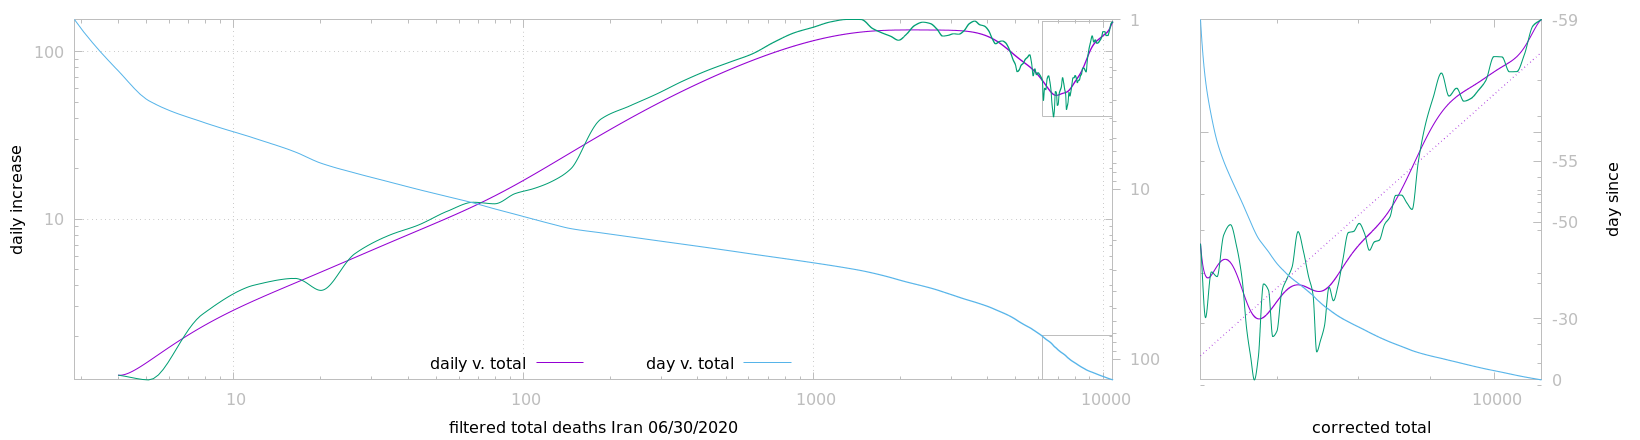 100
10
daily increase
daily v. total
day v. total
10
100
1000
10000
filtered total deaths Iran 06/30/2020
1
10
100
-59
-55
-50
-30
0
day since
10000
corrected total